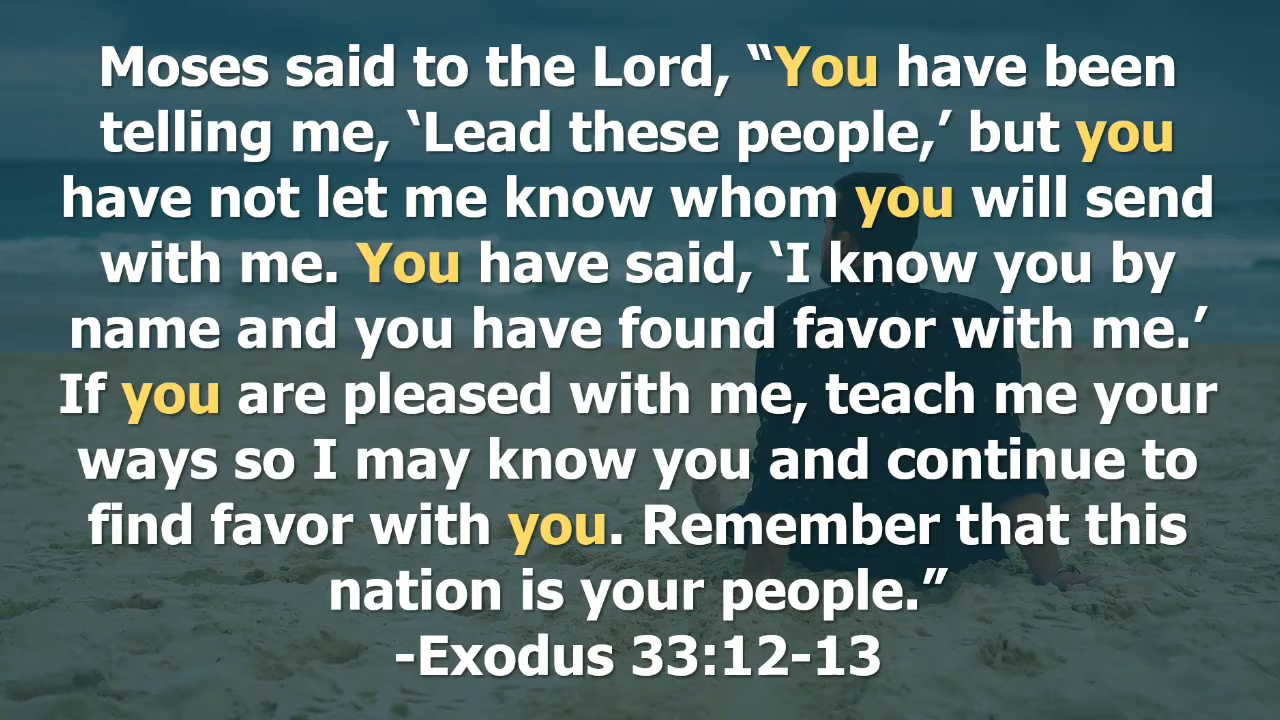 Moses said to the Lord, “You have been
telling me, ‘Lead these people,’ but you
have not let me know whom you will send
with me. You have said, ‘I know you by
name and you have found favor with me.’
If you are pleased with me, teach me your
ways so I may know you and continue to
find favor with you. Remember that this
nation is your people.”
-Exodus 33:12-13